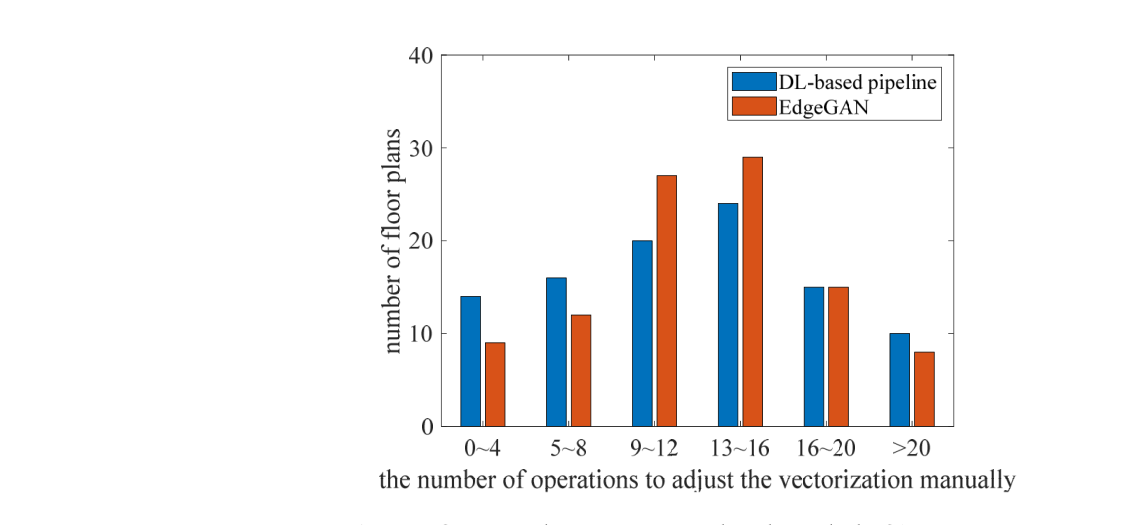 40
DL-based pipeline
EdgeGAN
30
20
10
0
number of floor plans
0~4 5~8 9~12 13~16 16~20 >20
the number of operations to adjust the vectorization manually